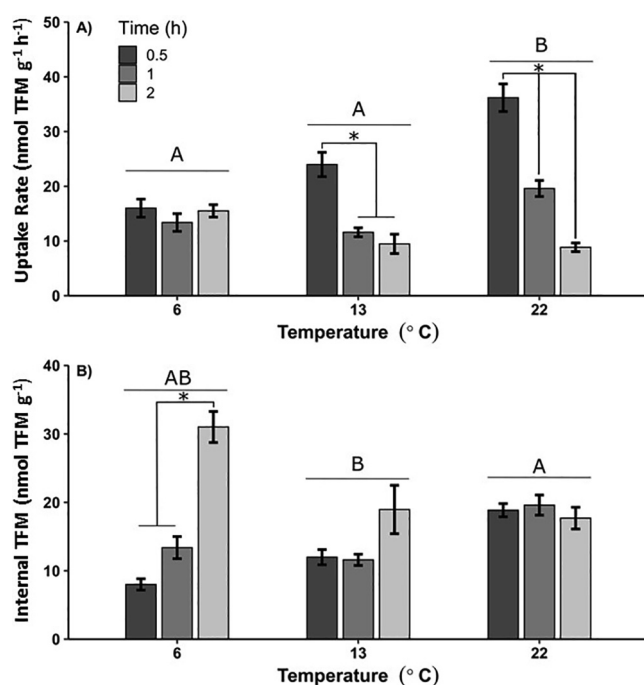 A)
Time (h)
0.5
1
2
Uptake Rate (nmol TFM g⁻¹ h⁻¹)
50
40
30
20
10
0
A
A
*
B
*
6
13
22
Temperature (° C)
B)
Internal TFM (nmol TFM g⁻¹)
40
30
20
10
0
AB
*
B
A
6
13
22
Temperature (° C)